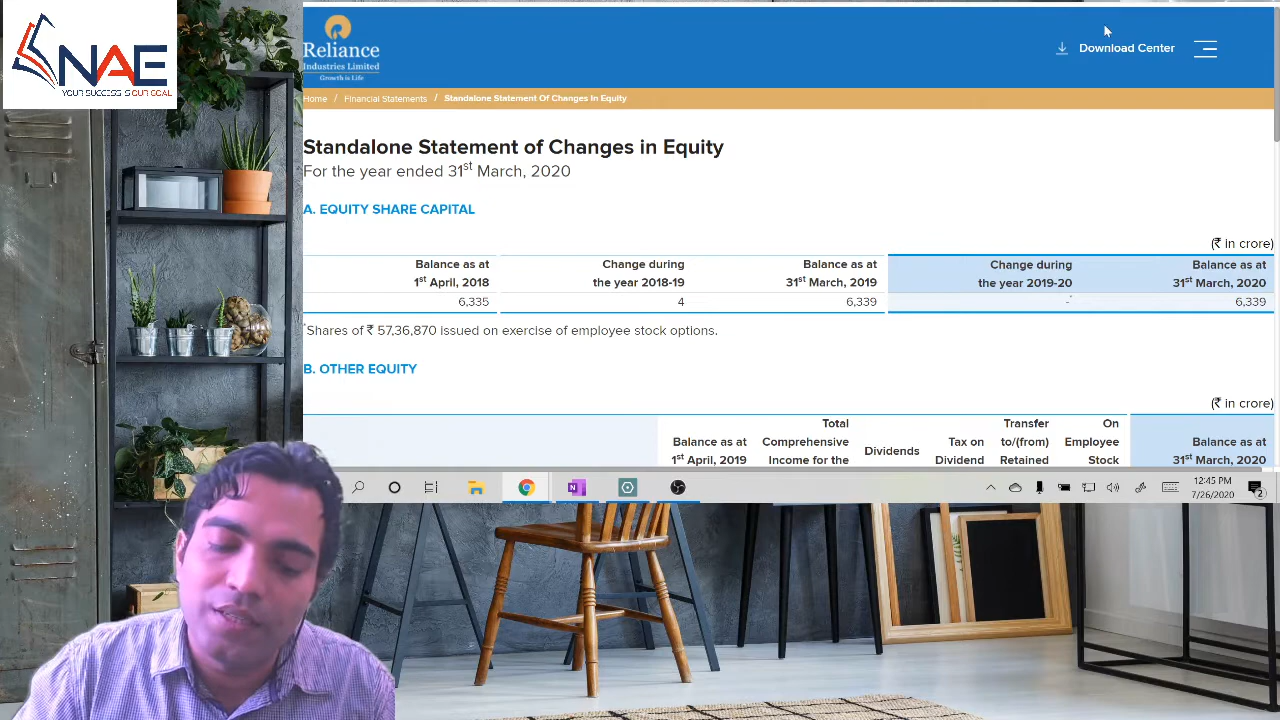 NAE
YOUR SUCCESS IS OUR GOAL
Reliance
Industries Limited
Growth is Life
Download Center
Home / Financial Statements / Standalone Statement Of Changes In Equity
Standalone Statement of Changes in Equity
For the year ended 31st March, 2020
A. EQUITY SHARE CAPITAL
(₹ in crore)
Balance as at 1st April, 2018
Change during the year 2018-19
Balance as at 31st March, 2019
Change during the year 2019-20
Balance as at 31st March, 2020
6,335 4 6,339 -* 6,339
*Shares of ₹ 57,36,870 issued on exercise of employee stock options.
B. OTHER EQUITY
(₹ in crore)
Balance as at 1st April, 2019
Total Comprehensive Income for the
Dividends
Tax on Dividend
Transfer to/(from) Retained
On Employee Stock
Balance as at 31st March, 2020
12:45 PM
7/26/2020
2